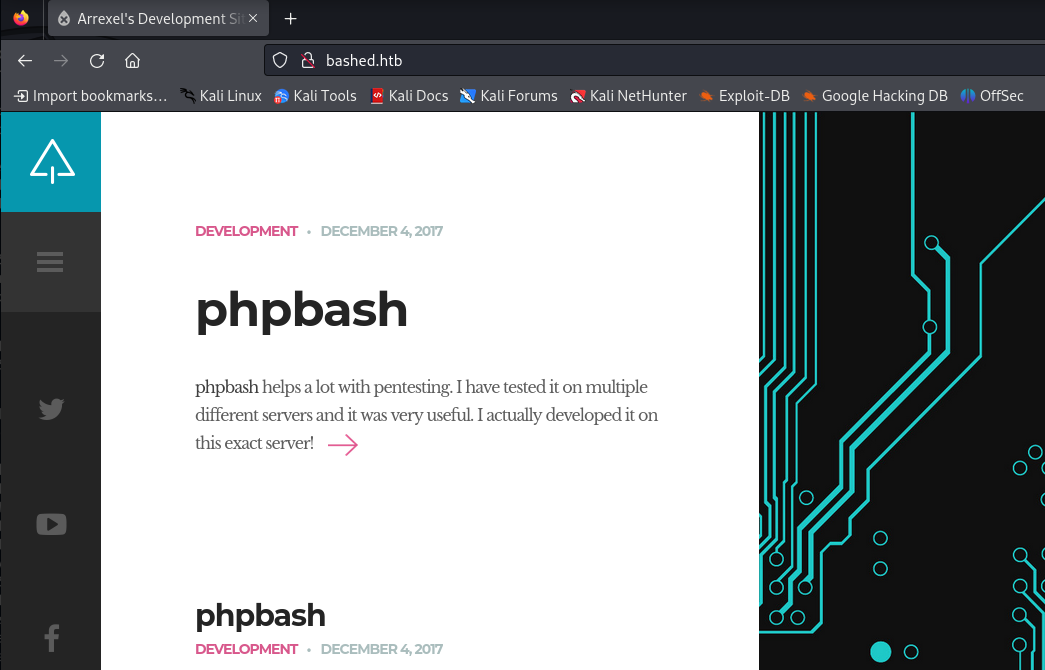 Arrexel's Development Si
bashed.htb
Import bookmarks... Kali Linux Kali Tools Kali Docs Kali Forums Kali NetHunter Exploit-DB Google Hacking DB OffSec
DEVELOPMENT • DECEMBER 4, 2017
phpbash
phpbash helps a lot with pentesting. I have tested it on multiple
different servers and it was very useful. I actually developed it on
this exact server!
phpbash
DEVELOPMENT • DECEMBER 4, 2017